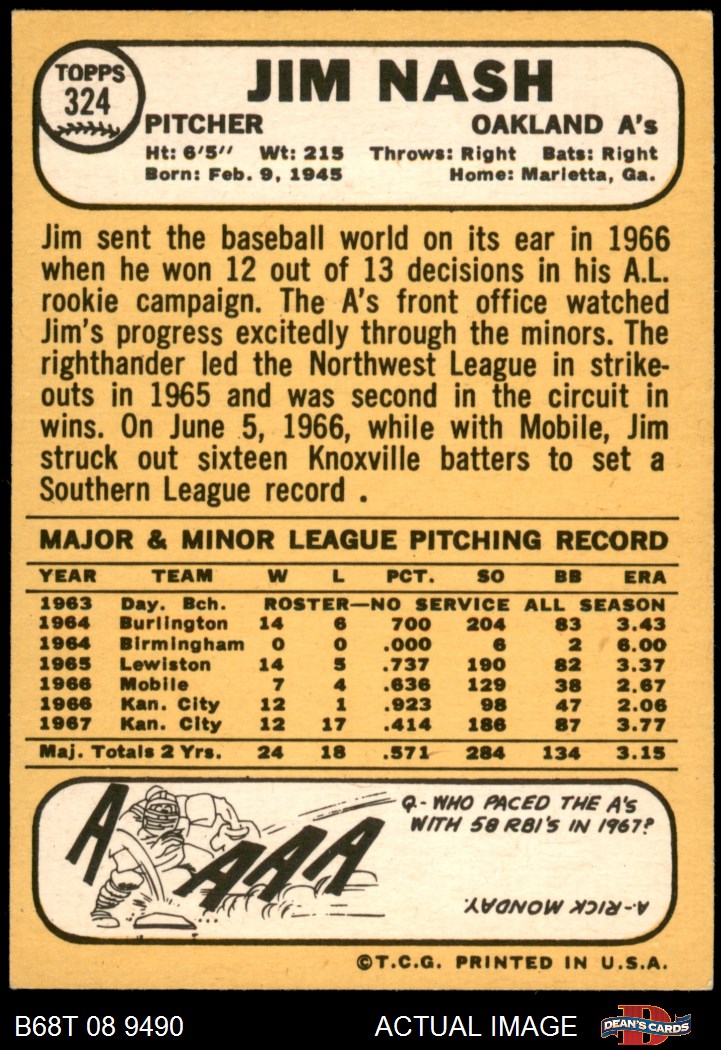 TOPPS
324
JIM NASH
PITCHER OAKLAND A's
Ht: 6'5" Wt: 215 Throws: Right Bats: Right
Born: Feb. 9, 1945 Home: Marietta, Ga.
Jim sent the baseball world on its ear in 1966
when he won 12 out of 13 decisions in his A.L.
rookie campaign. The A's front office watched
Jim's progress excitedly through the minors. The
righthander led the Northwest League in strike-
outs in 1965 and was second in the circuit in
wins. On June 5, 1966, while with Mobile, Jim
struck out sixteen Knoxville batters to set a
Southern League record .
MAJOR & MINOR LEAGUE PITCHING RECORD
YEAR TEAM W L PCT. SO BB ERA
1963 Day. Bch. ROSTER—NO SERVICE ALL SEASON
1964 Burlington 14 6 700 204 83 3.43
1964 Birmingham 0 0 .000 6 2 6.00
1965 Lewiston 14 5 .737 190 82 3.37
1966 Mobile 7 4 .636 129 38 2.67
1966 Kan. City 12 1 .923 98 47 2.06
1967 Kan. City 12 17 .414 186 87 3.77
Maj. Totals 2 Yrs. 24 18 .571 284 134 3.15
A AAA
Q-WHO PACED THE A'S
WITH 58 RBI'S IN 1967?
A-RICK MONDAY.
©T.C.G. PRINTED IN U.S.A.
B68T 08 9490 ACTUAL IMAGE DEAN'S CARDS